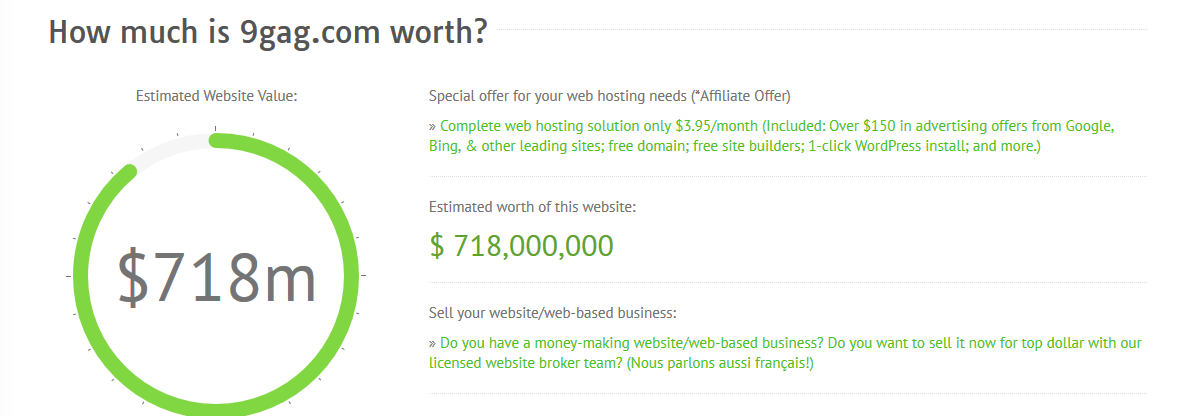 How much is 9gag.com worth?
Estimated Website Value:
$718m
Special offer for your web hosting needs (*Affiliate Offer)
» Complete web hosting solution only $3.95/month (Included: Over $150 in advertising offers from Google,
Bing, & other leading sites; free domain; free site builders; 1-click WordPress install; and more.)
Estimated worth of this website:
$ 718,000,000
Sell your website/web-based business:
» Do you have a money-making website/web-based business? Do you want to sell it now for top dollar with our
licensed website broker team? (Nous parlons aussi français!)